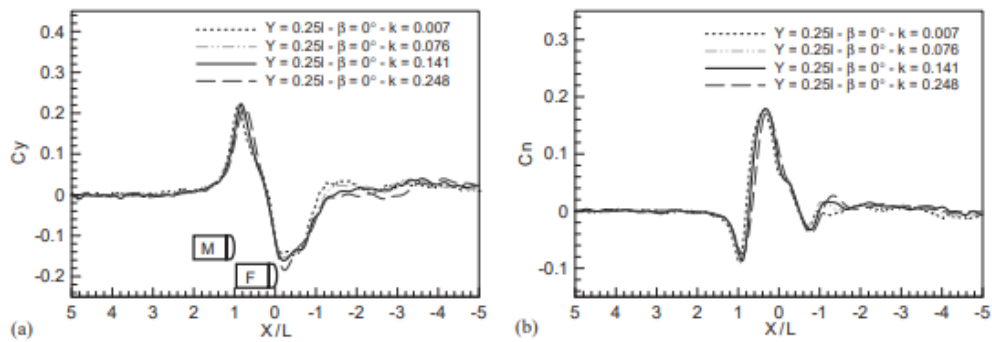 0.4
0.3
0.2
0.1
0
-0.1
-0.2
Cy
Y = 0.25l - β = 0° - k = 0.007
Y = 0.25l - β = 0° - k = 0.076
Y = 0.25l - β = 0° - k = 0.141
Y = 0.25l - β = 0° - k = 0.248
M
F
5 4 3 2 1 0 -1 -2 -3 -4 -5
X/L
(a)
0.3
0.2
0.1
0
-0.1
Cn
Y = 0.25l - β = 0° - k = 0.007
Y = 0.25l - β = 0° - k = 0.076
Y = 0.25l - β = 0° - k = 0.141
Y = 0.25l - β = 0° - k = 0.248
5 4 3 2 1 0 -1 -2 -3 -4 -5
X/L
(b)